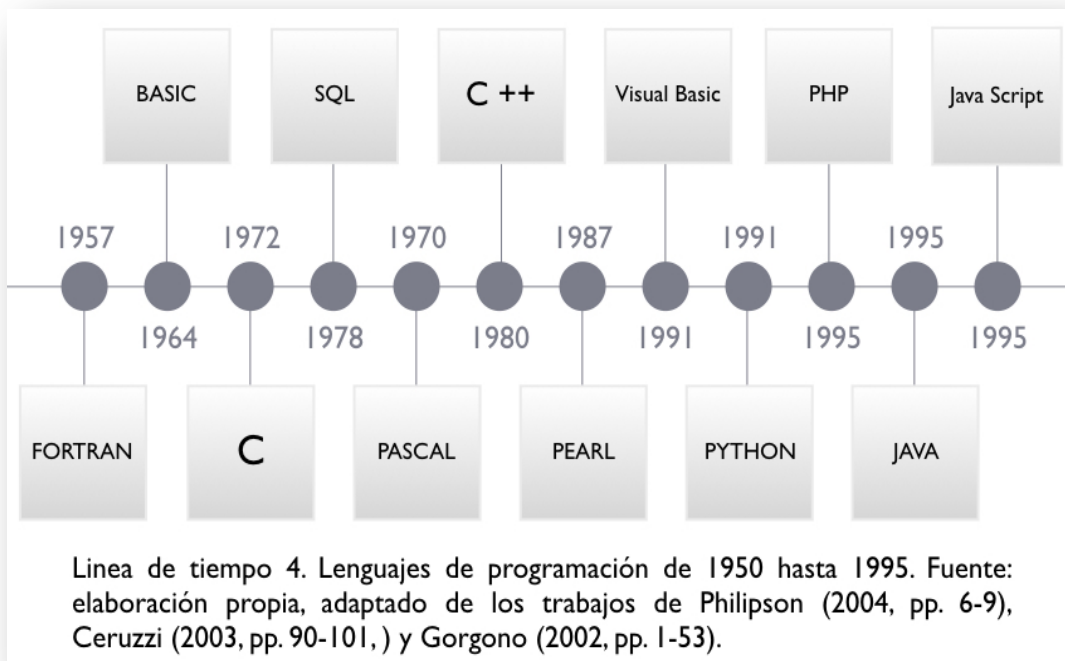 BASIC SQL C ++ Visual Basic PHP Java Script
1957 1972 1970 1987 1991 1995
1964 1978 1980 1991 1995 1995
FORTRAN C PASCAL PEARL PYTHON JAVA
Linea de tiempo 4. Lenguajes de programación de 1950 hasta 1995. Fuente:
elaboración propia, adaptado de los trabajos de Philipson (2004, pp. 6-9),
Ceruzzi (2003, pp. 90-101, ) y Gorgono (2002, pp. 1-53).